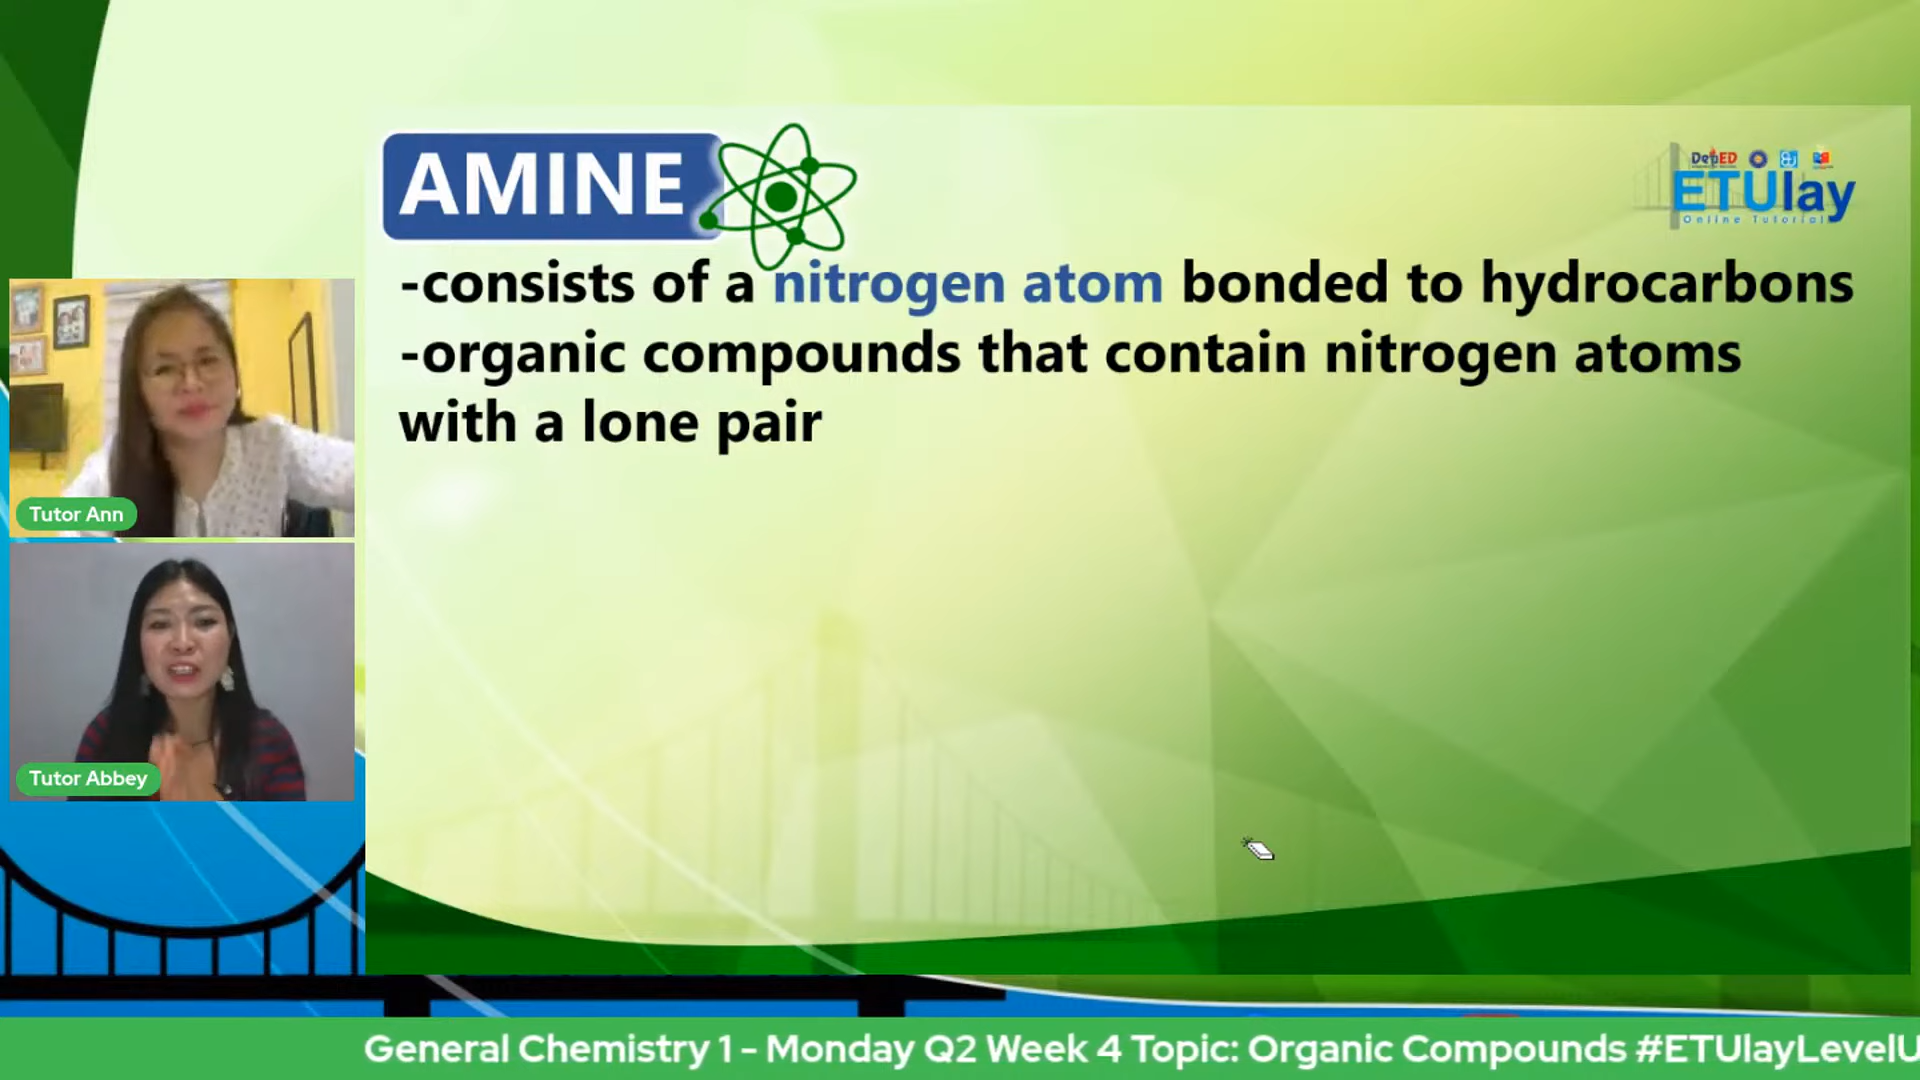 AMINE
DepED
ETUlay
Online Tutorial
-consists of a nitrogen atom bonded to hydrocarbons
-organic compounds that contain nitrogen atoms
with a lone pair
Tutor Ann
Tutor Abbey
General Chemistry 1 - Monday Q2 Week 4 Topic: Organic Compounds #ETUlayLevelU